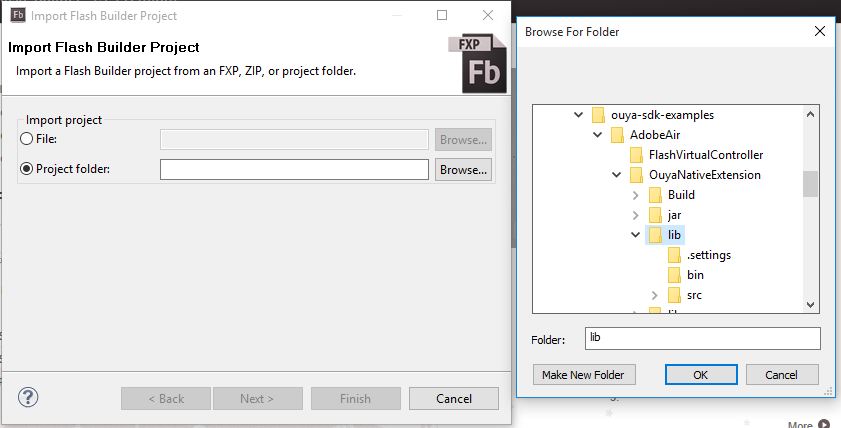 Fb Import Flash Builder Project
Import Flash Builder Project
Import a Flash Builder project from an FXP, ZIP, or project folder.
FXP
Fb
Import project
File:
Browse...
Project folder:
Browse...
?
< Back
Next >
Finish
Cancel
Browse For Folder
ouya-sdk-examples
AdobeAir
FlashVirtualController
OuyaNativeExtension
Build
jar
lib
.settings
bin
src
Folder:
lib
Make New Folder
OK
Cancel
More